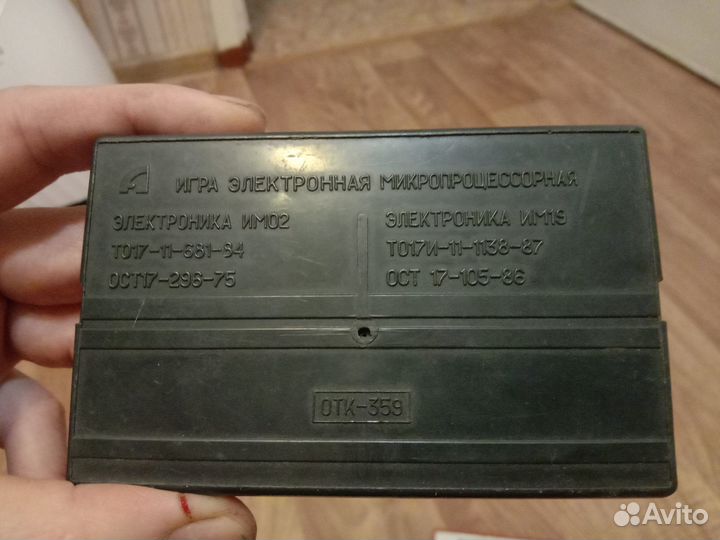 ИГРА ЭЛЕКТРОННАЯ МИКРОПРОЦЕССОРНАЯ
ЭЛЕКТРОНИКА ИМ02
ТО17-11-681-84
ОСТ17-296-75
ЭЛЕКТРОНИКА ИМ19
ТО17И-11-1138-87
ОСТ 17-105-86
ОТК-359
Avito